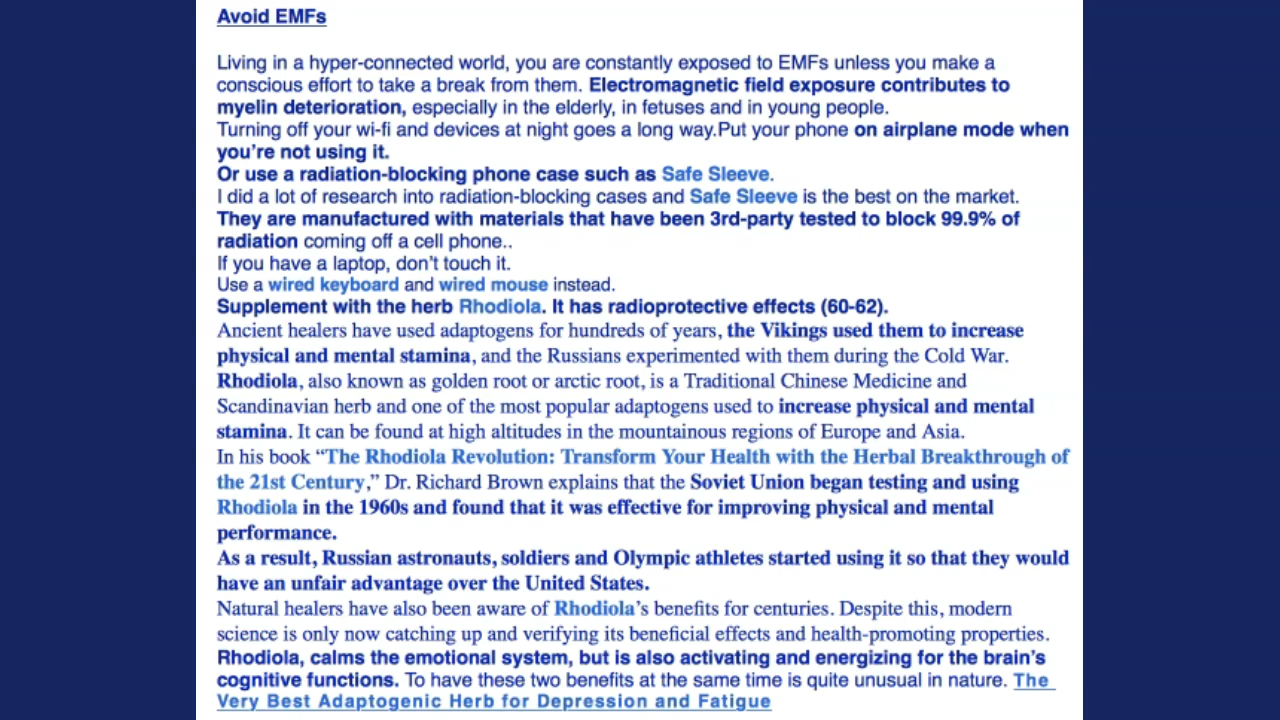 Avoid EMFs
Living in a hyper-connected world, you are constantly exposed to EMFs unless you make a
conscious effort to take a break from them. Electromagnetic field exposure contributes to
myelin deterioration, especially in the elderly, in fetuses and in young people.
Turning off your wi-fi and devices at night goes a long way.Put your phone on airplane mode when
you’re not using it.
Or use a radiation-blocking phone case such as Safe Sleeve.
I did a lot of research into radiation-blocking cases and Safe Sleeve is the best on the market.
They are manufactured with materials that have been 3rd-party tested to block 99.9% of
radiation coming off a cell phone..
If you have a laptop, don’t touch it.
Use a wired keyboard and wired mouse instead.
Supplement with the herb Rhodiola. It has radioprotective effects (60-62).
Ancient healers have used adaptogens for hundreds of years, the Vikings used them to increase
physical and mental stamina, and the Russians experimented with them during the Cold War.
Rhodiola, also known as golden root or arctic root, is a Traditional Chinese Medicine and
Scandinavian herb and one of the most popular adaptogens used to increase physical and mental
stamina. It can be found at high altitudes in the mountainous regions of Europe and Asia.
In his book “The Rhodiola Revolution: Transform Your Health with the Herbal Breakthrough of
the 21st Century,” Dr. Richard Brown explains that the Soviet Union began testing and using
Rhodiola in the 1960s and found that it was effective for improving physical and mental
performance.
As a result, Russian astronauts, soldiers and Olympic athletes started using it so that they would
have an unfair advantage over the United States.
Natural healers have also been aware of Rhodiola’s benefits for centuries. Despite this, modern
science is only now catching up and verifying its beneficial effects and health-promoting properties.
Rhodiola, calms the emotional system, but is also activating and energizing for the brain’s
cognitive functions. To have these two benefits at the same time is quite unusual in nature. The
Very Best Adaptogenic Herb for Depression and Fatigue